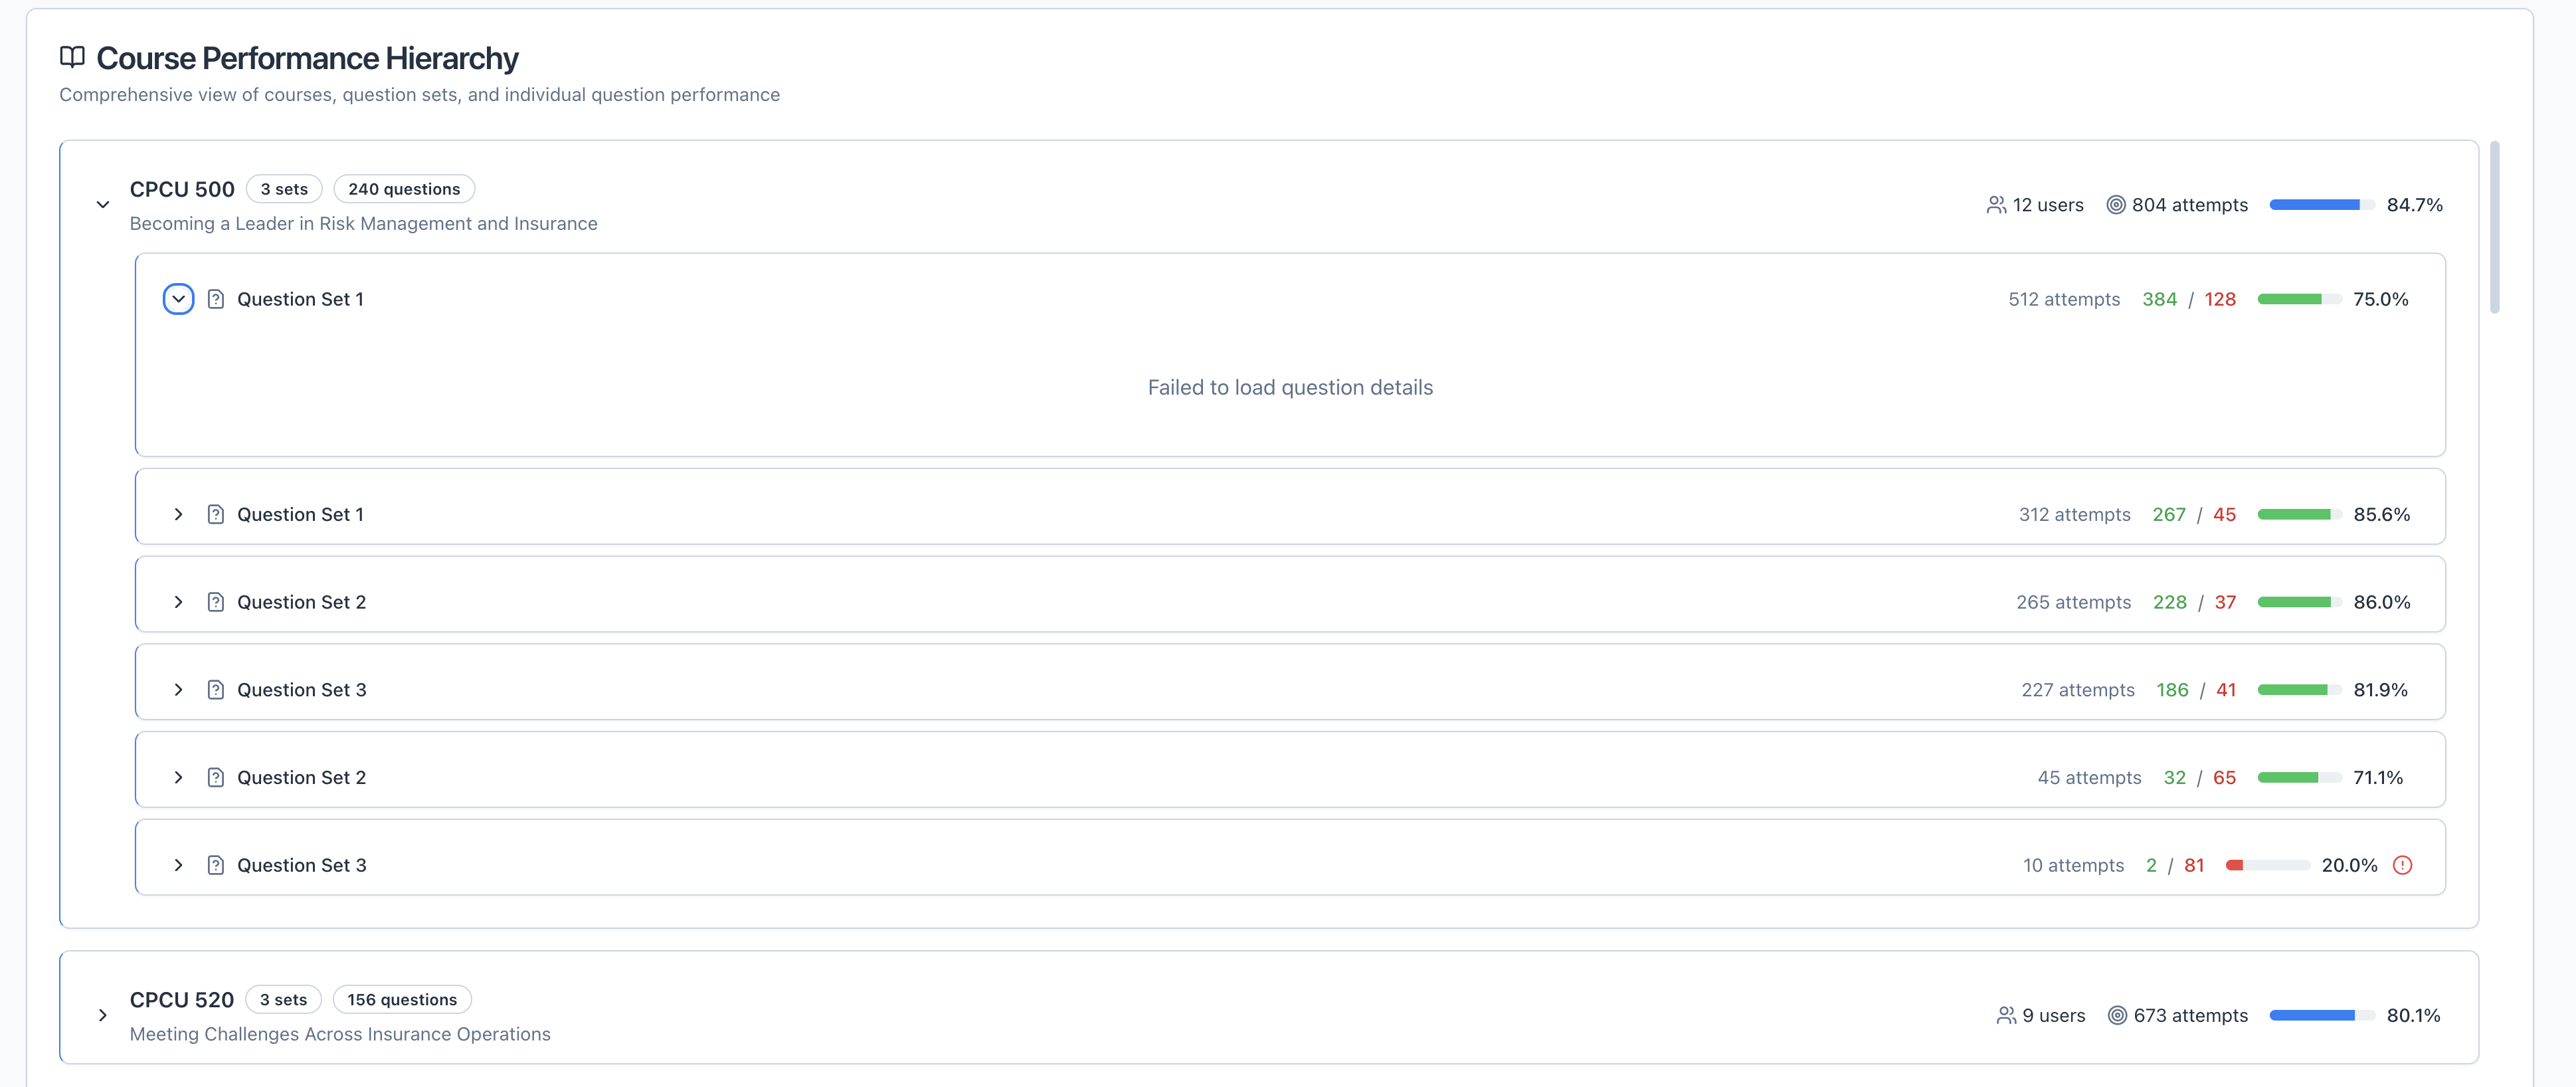 Course Performance Hierarchy
Comprehensive view of courses, question sets, and individual question performance
CPCU 500 3 sets 240 questions
Becoming a Leader in Risk Management and Insurance
12 users 804 attempts 84.7%
Question Set 1 512 attempts 384 / 128 75.0%
Failed to load question details
Question Set 1 312 attempts 267 / 45 85.6%
Question Set 2 265 attempts 228 / 37 86.0%
Question Set 3 227 attempts 186 / 41 81.9%
Question Set 2 45 attempts 32 / 65 71.1%
Question Set 3 10 attempts 2 / 81 20.0%
CPCU 520 3 sets 156 questions
Meeting Challenges Across Insurance Operations
9 users 673 attempts 80.1%